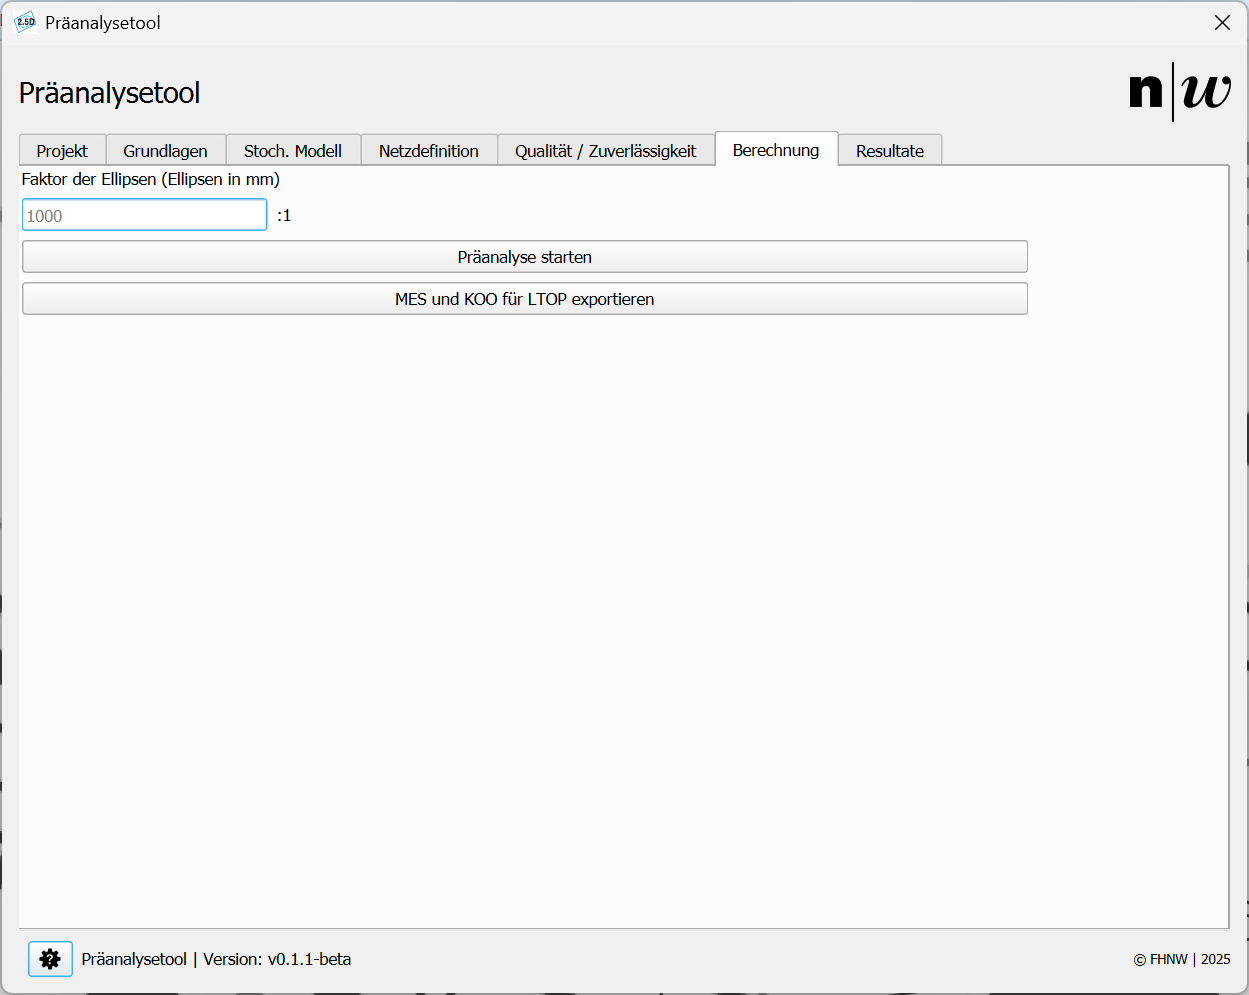 2.5D Präanalysetool
Präanalysetool
n|w
Projekt Grundlagen Stoch. Modell Netzdefinition Qualität / Zuverlässigkeit Berechnung Resultate
Faktor der Ellipsen (Ellipsen in mm)
1000 :1
Präanalyse starten
MES und KOO für LTOP exportieren
? Präanalysetool | Version: v0.1.1-beta © FHNW | 2025